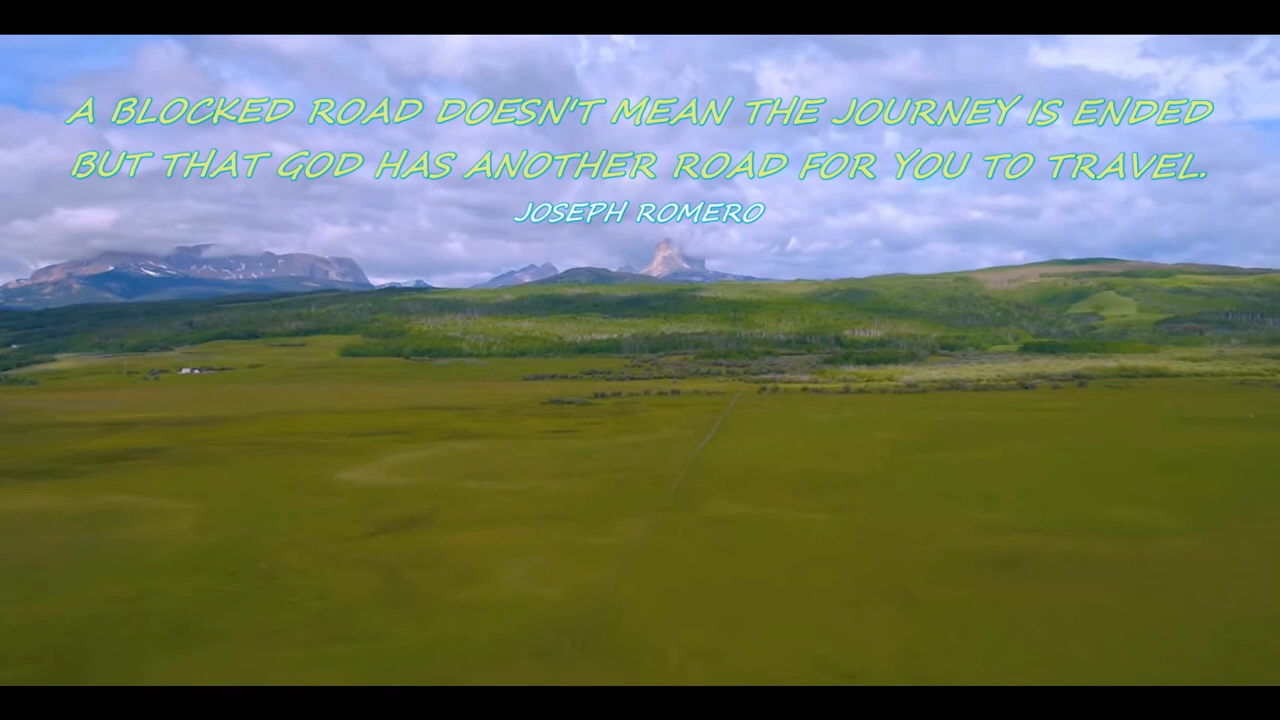 A BLOCKED ROAD DOESN'T MEAN THE JOURNEY IS ENDED
BUT THAT GOD HAS ANOTHER ROAD FOR YOU TO TRAVEL.
JOSEPH ROMERO